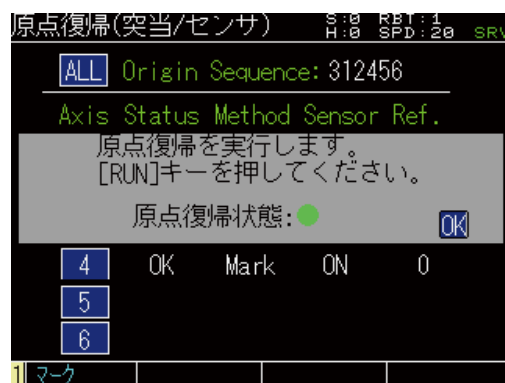 原点復帰(突当/センサ) S:0 RBT:1
H:0 SPD:20 SRV
ALL Origin Sequence: 312456
Axis Status Method Sensor Ref.
原点復帰を実行します。
[RUN]キーを押してください。
原点復帰状態:
OK
4 OK Mark ON 0
5
6
1 マーク